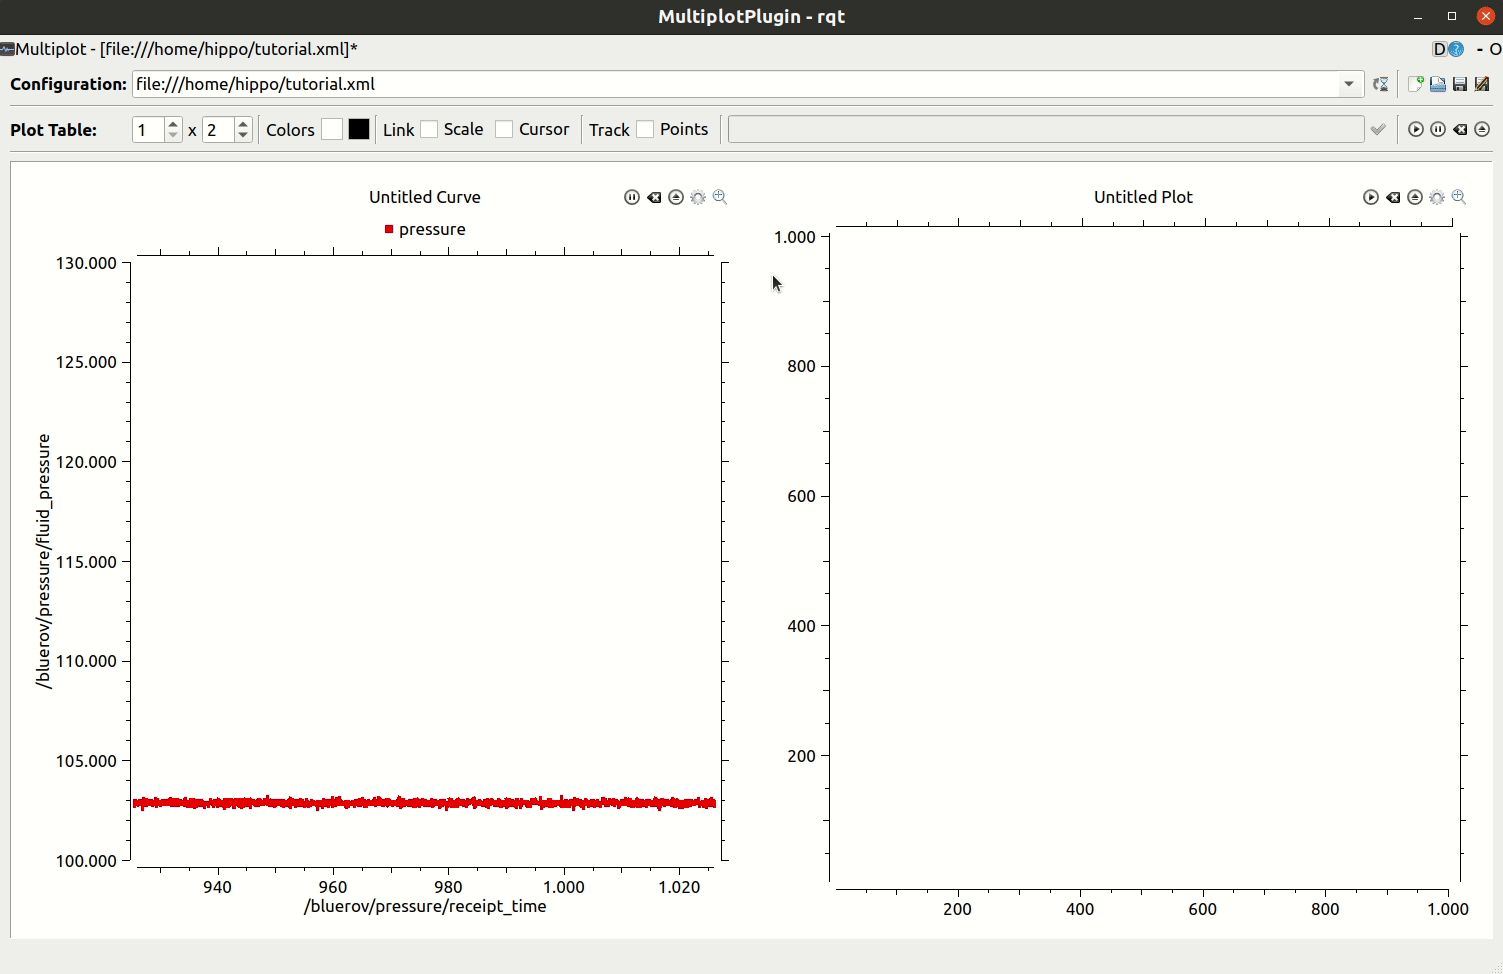 MultiplotPlugin - rqt
Multiplot - [file:///home/hippo/tutorial.xml]*
D
- O
Configuration: file:///home/hippo/tutorial.xml
Plot Table: 1 x 2 Colors Link Scale Cursor Track Points
Untitled Curve
pressure
130.000
125.000
120.000
115.000
110.000
105.000
100.000
/bluerov/pressure/fluid_pressure
940 960 980 1.000 1.020
/bluerov/pressure/receipt_time
Untitled Plot
1.000
800
600
400
200
200 400 600 800 1.000